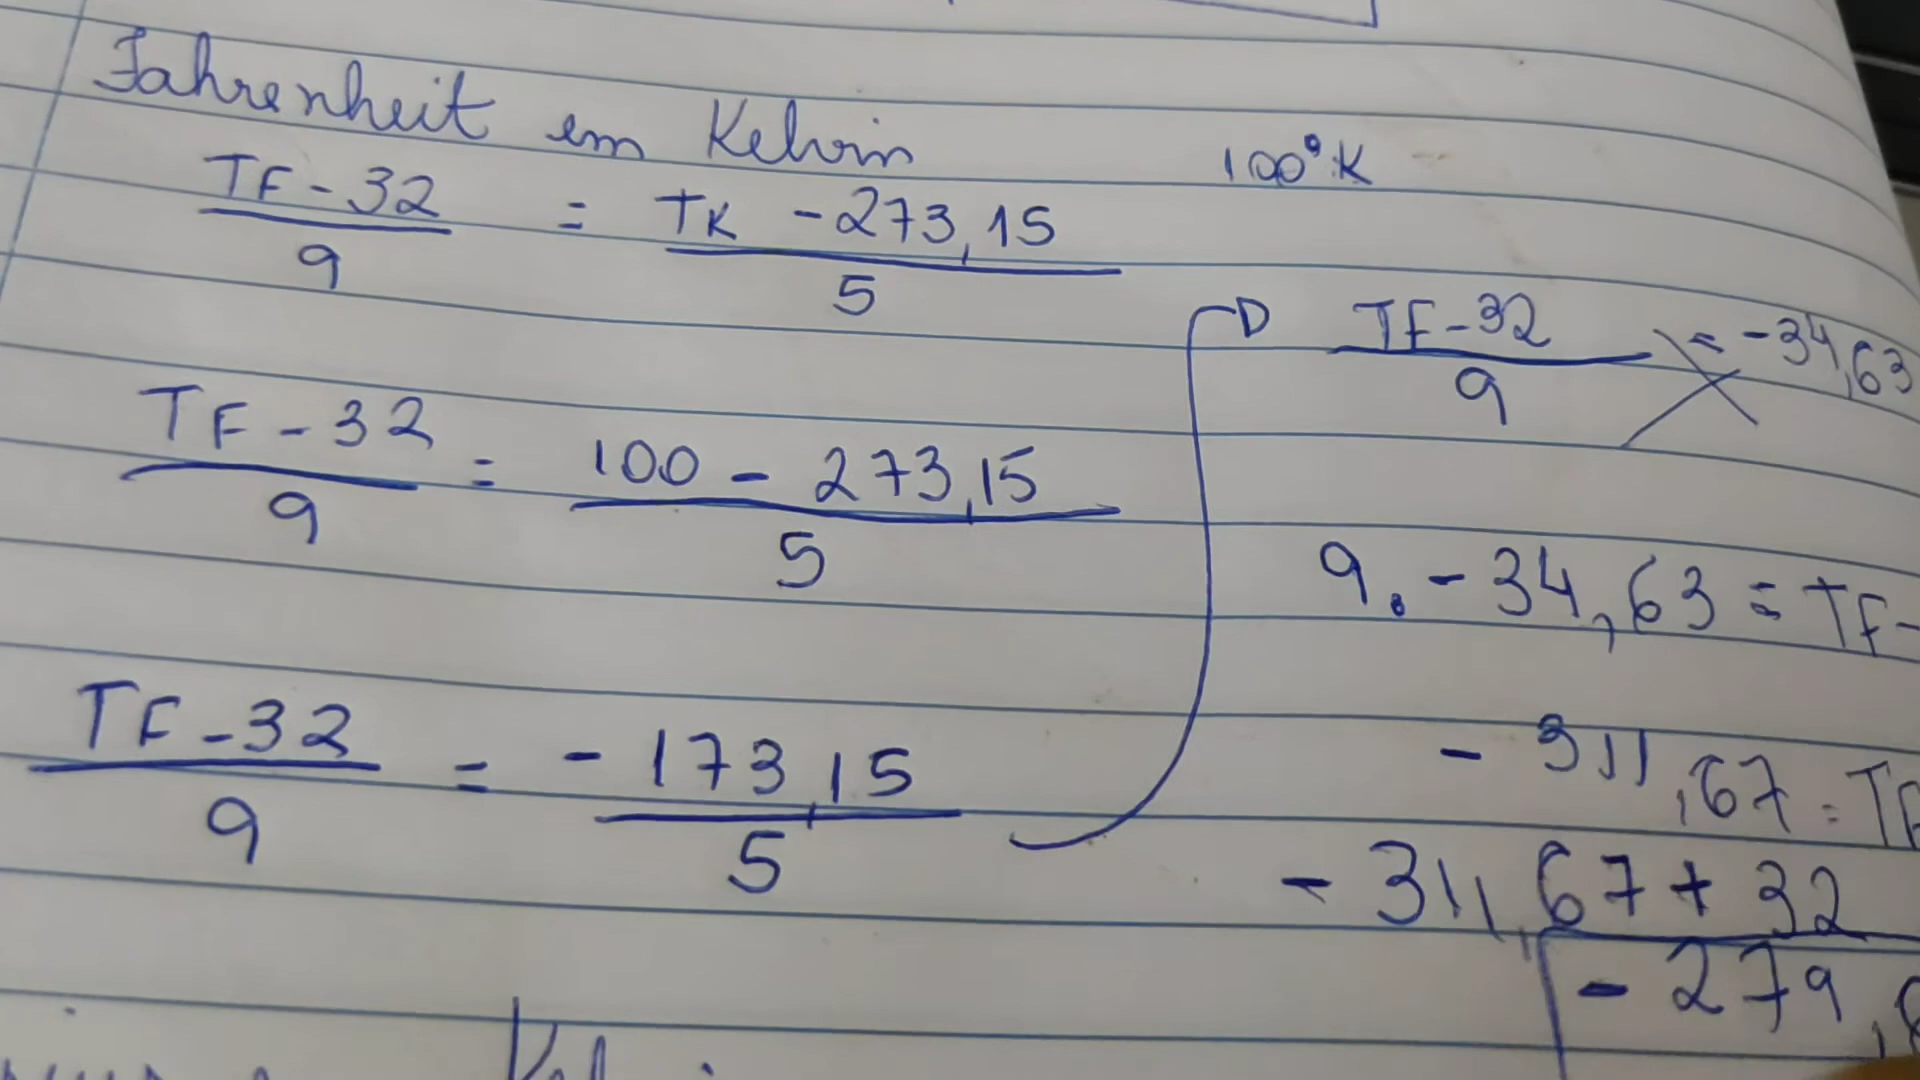 Fahrenheit em Kelvin
100°K
TF - 32 = TK - 273,15
9 5
TF - 32 = 100 - 273,15
9 5
TF - 32 = - 173,15
9 5
TF - 32 = - 34,63
9
9. - 34,63 = TF -
- 311,67 = TF
- 311,67 + 32
- 279,